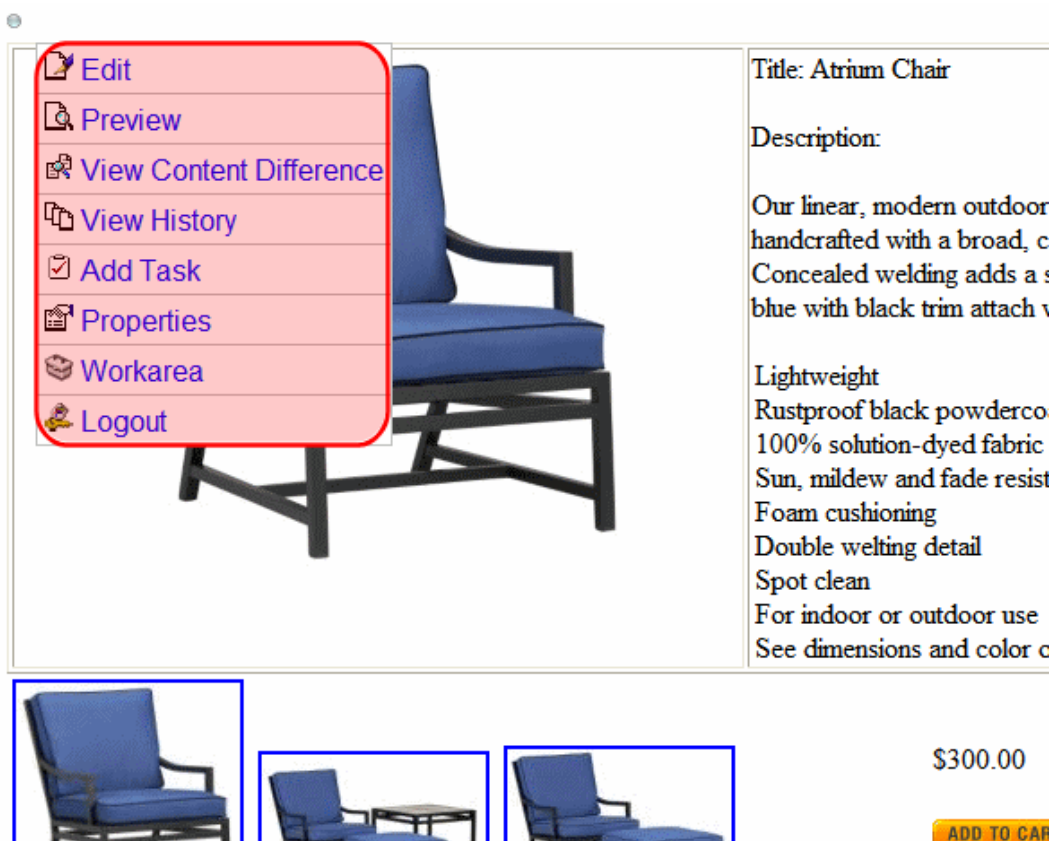 Edit
Preview
View Content Difference
View History
Add Task
Properties
Workarea
Logout
Title: Atrium Chair
Description:
Our linear, modern outdoor
handcrafted with a broad,
Concealed welding adds a
blue with black trim attach
Lightweight
Rustproof black
100% solution-dyed fabric
Sun, mildew and fade
Foam cushioning
Double welting detail
Spot clean
For indoor or outdoor use
See dimensions and color
$300.00
ADD TO